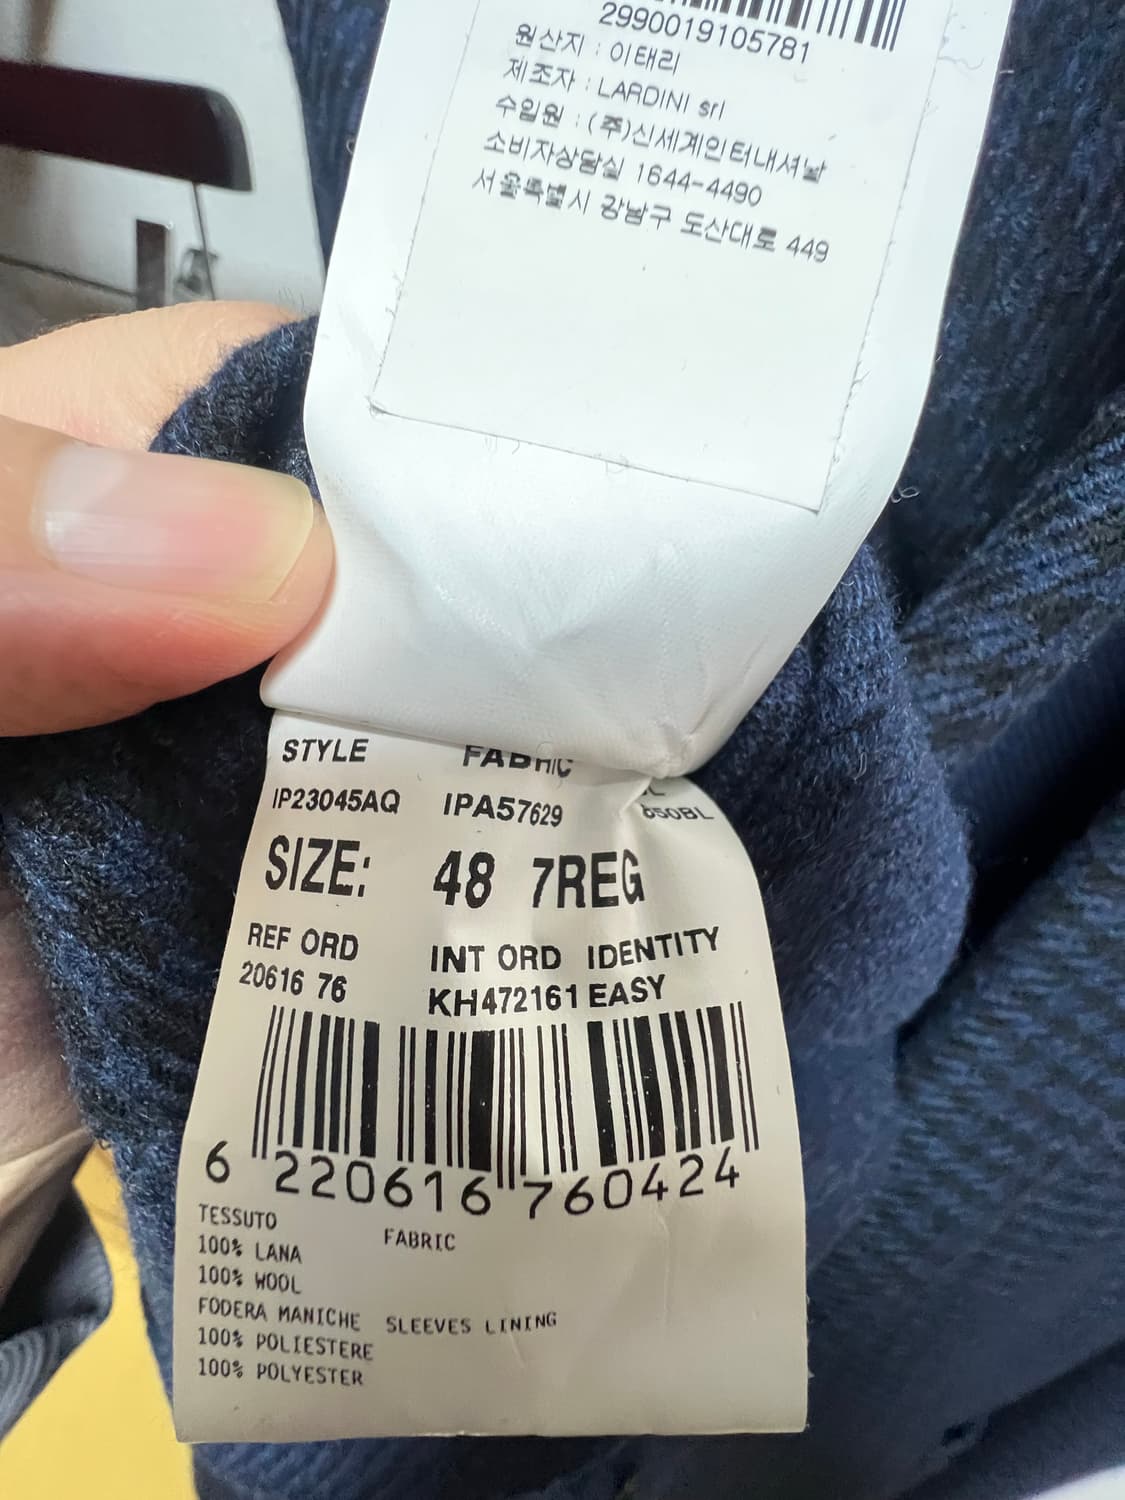 2990019105781
원산지 : 이태리
제조자 : LARDINI srl
수입원 : (주)신세계인터내셔날
소비자상담실 1644-4490
서울특별시 강남구 도산대로 449
STYLE FABRIC
IP23045AQ IPA57629 850BL
SIZE: 48 7REG
REF ORD INT ORD IDENTITY
20616 76 KH472161 EASY
6 220616 760424
TESSUTO FABRIC
100% LANA
100% WOOL
FODERA MANICHE SLEEVES LINING
100% POLIESTERE
100% POLYESTER